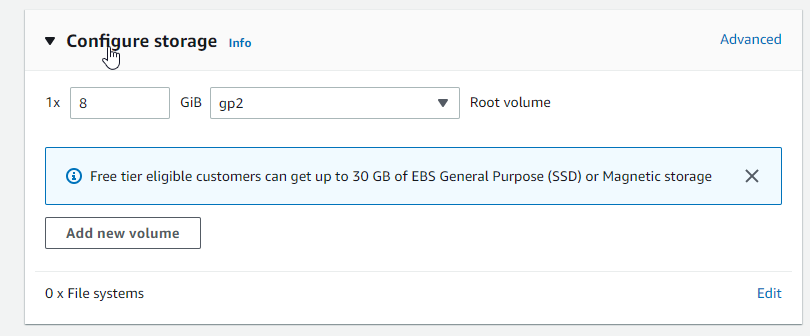 Configure storage Info Advanced
1x 8 GiB gp2 Root volume
Free tier eligible customers can get up to 30 GB of EBS General Purpose (SSD) or Magnetic storage
Add new volume
0 x File systems Edit